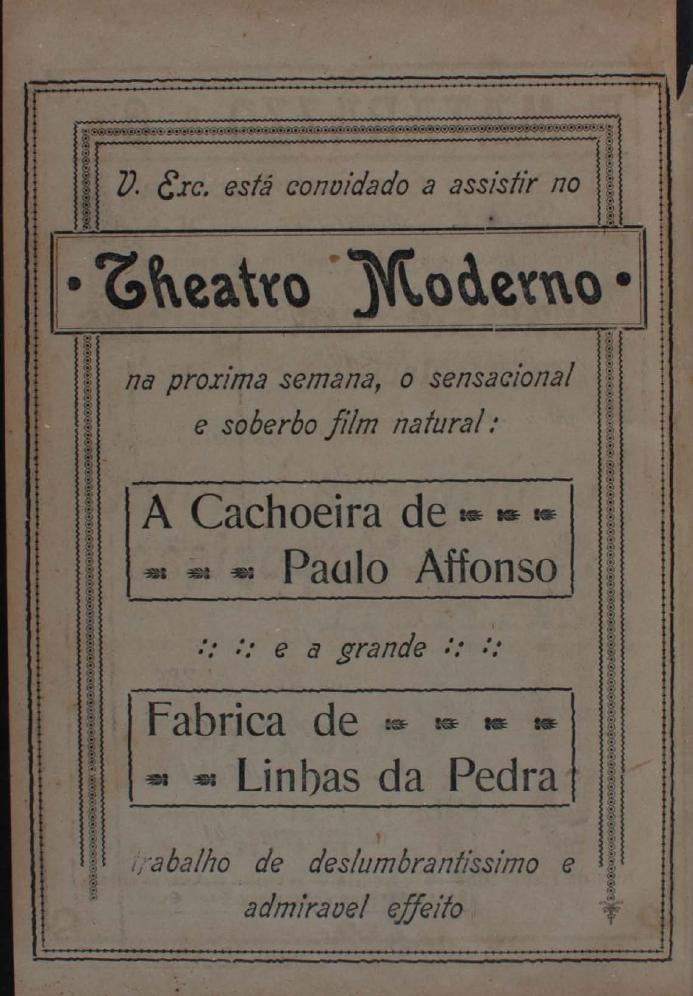 V. Exc. está convidado a assistir no
· Theatro Moderno ·
na proxima semana, o sensacional
e soberbo film natural:
A Cachoeira de
Paulo Affonso
e a grande
Fabrica de
Linhas da Pedra
trabalho de deslumbrantissimo e
admiravel effeito